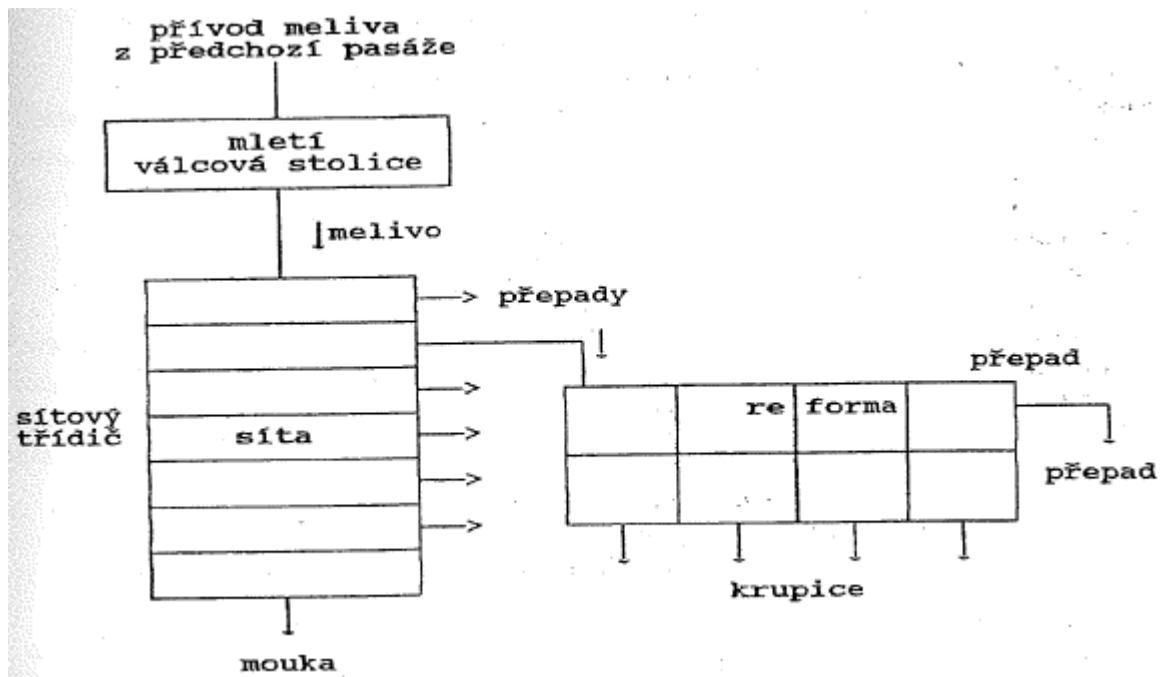 přívod meliva
z předchozí pasáže
mletí
válcová stolice
melivo
přepady
přepad
sítový
třídič
síta
re forma
přepad
krupice
mouka